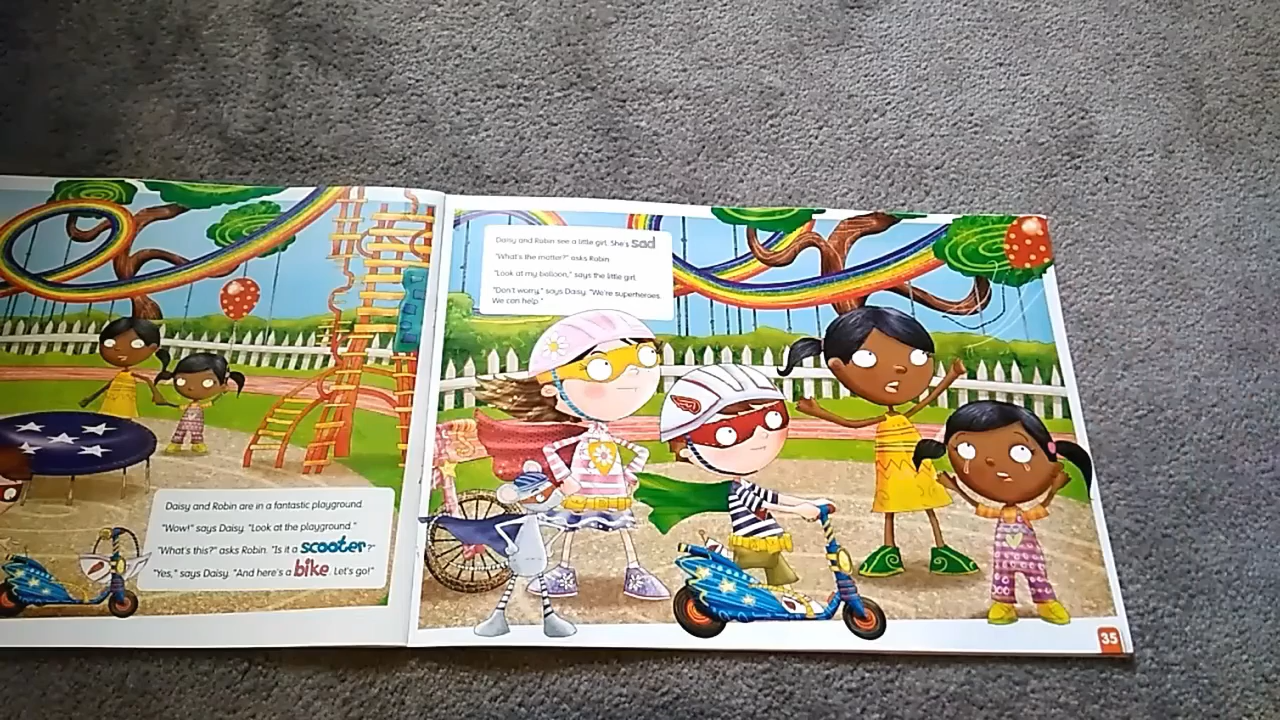 Daisy and Robin are in a fantastic playground.
"Wow!" says Daisy. "Look at the playground."
"What's this?" asks Robin. "Is it a scooter?"
"Yes," says Daisy. "And here's a bike. Let's go!"
Daisy and Robin see a little girl. She's sad
"What's the matter?" asks Robin.
"Look at my balloon," says the little girl.
"Don't worry," says Daisy. "We're superheroes.
We can help."
35